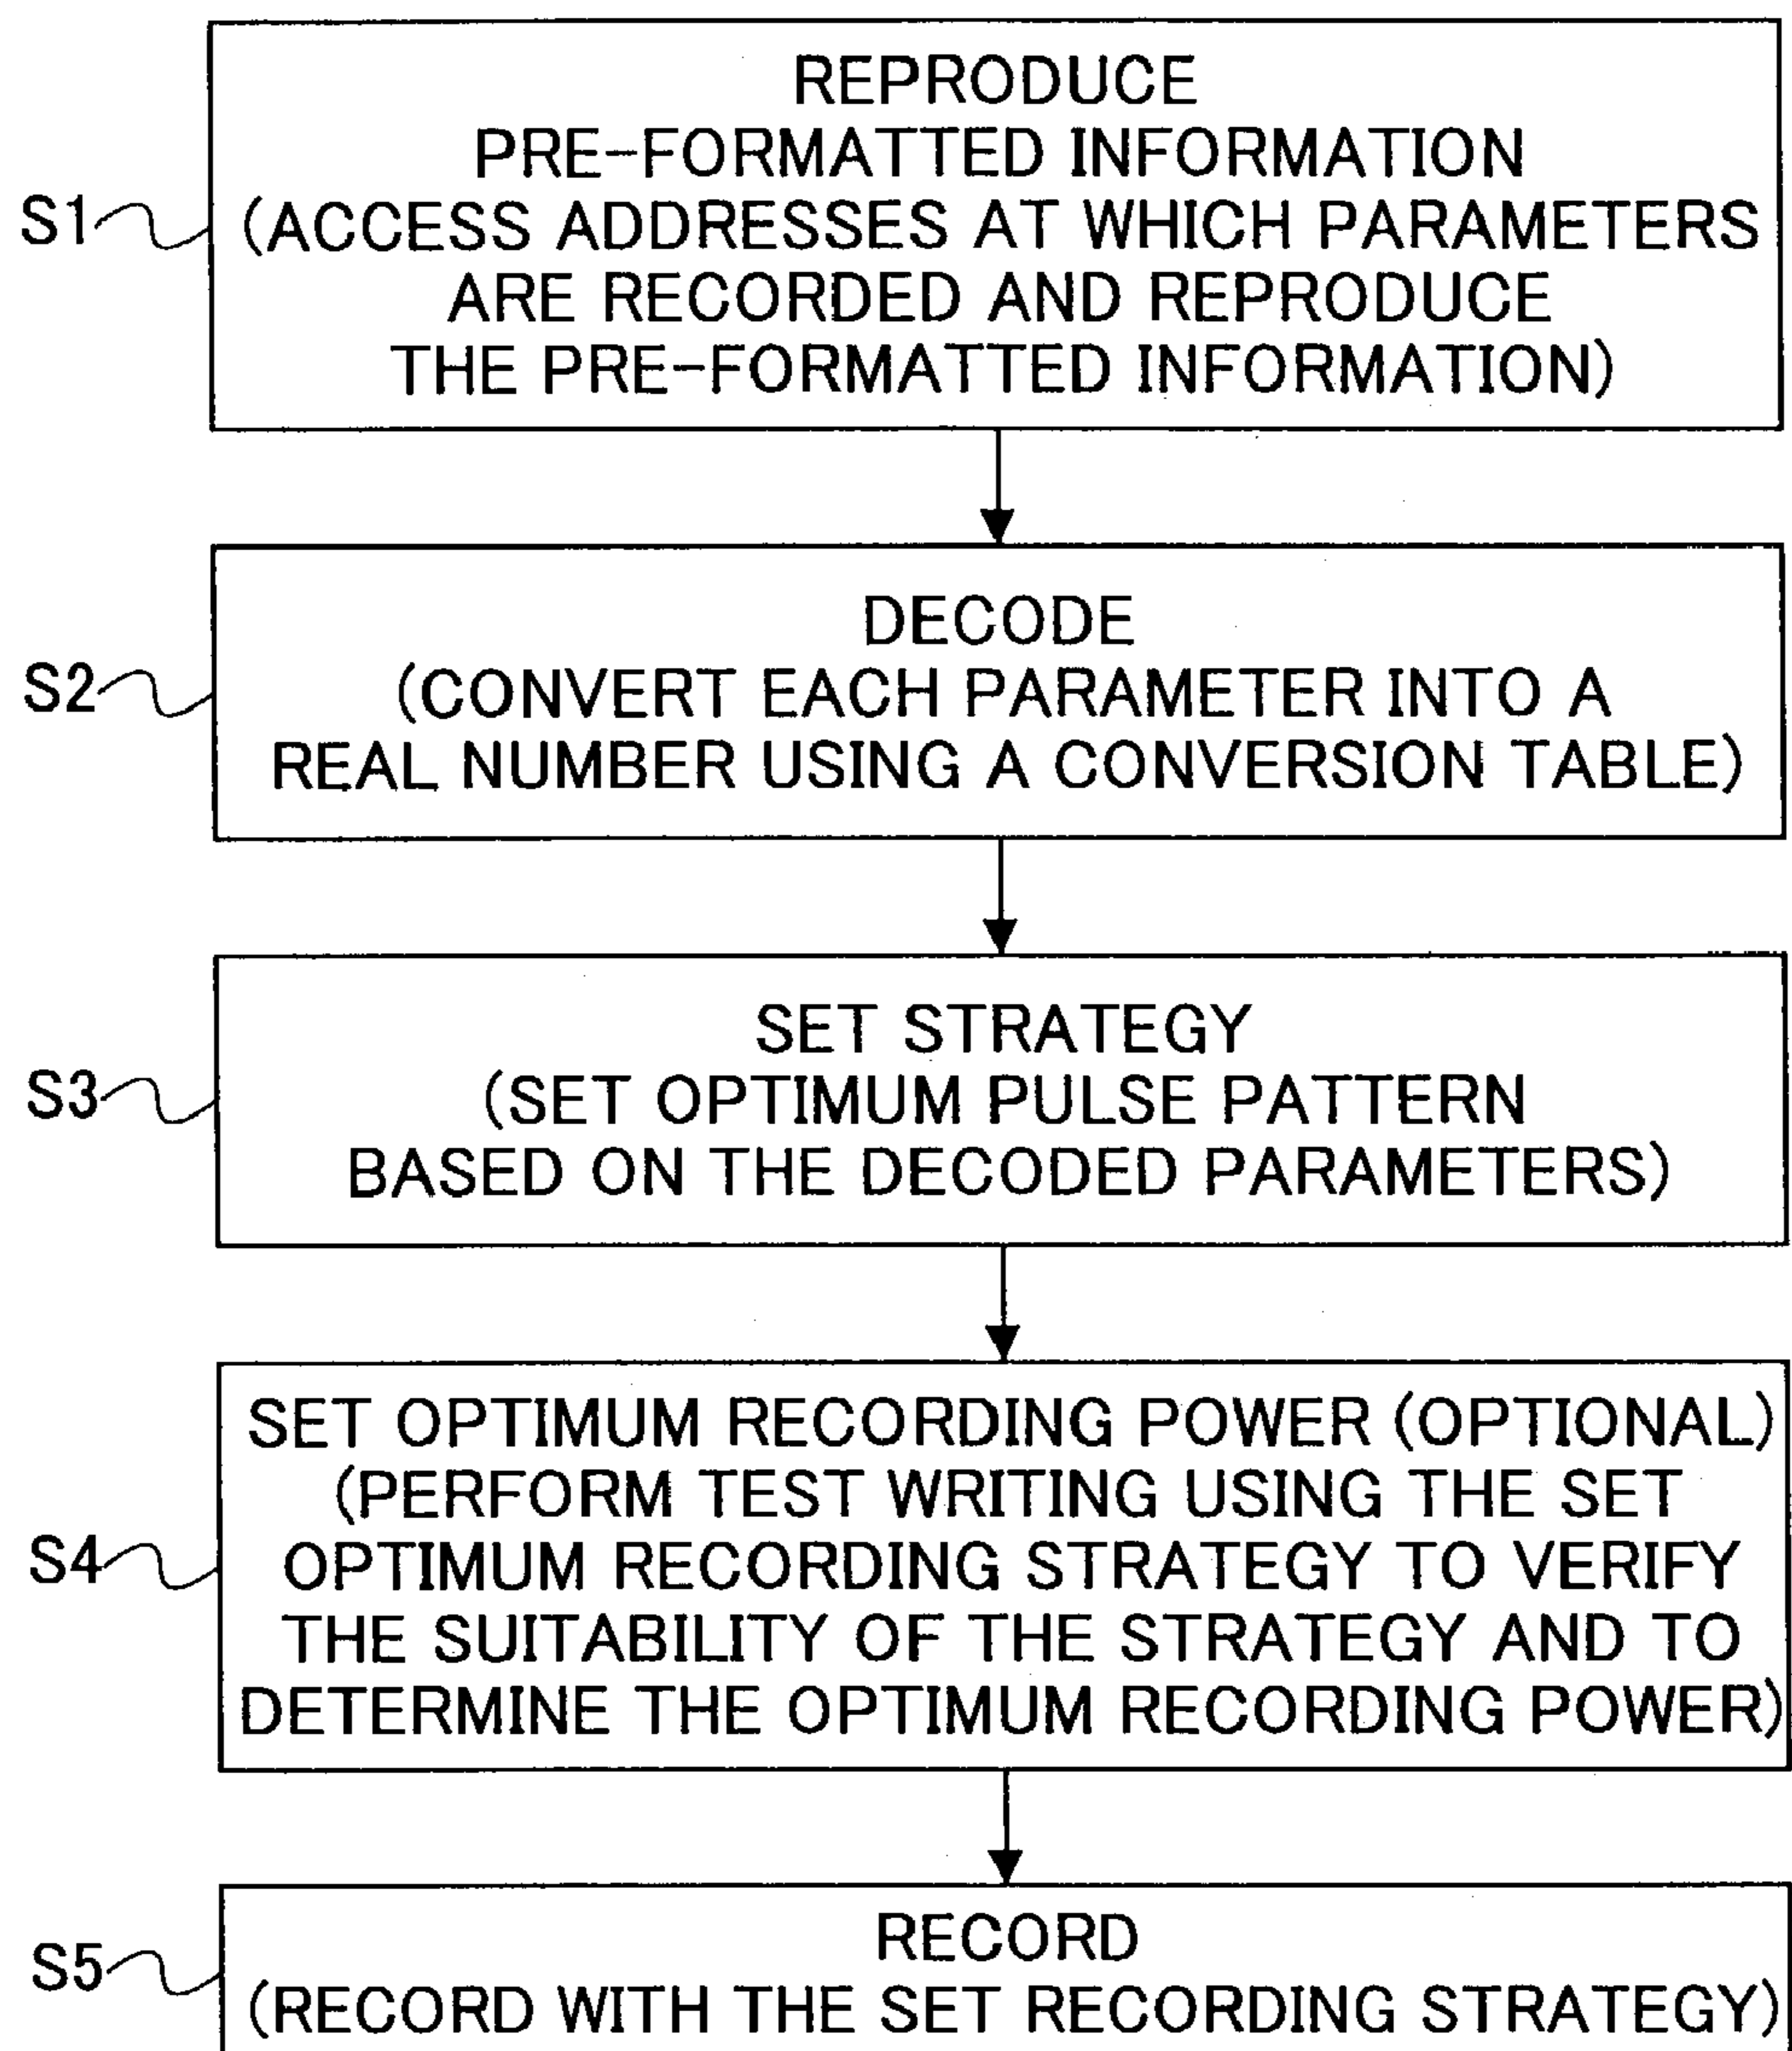 REPRODUCE
PRE-FORMATTED INFORMATION
S1
(ACCESS ADDRESSES AT WHICH PARAMETERS
ARE RECORDED AND REPRODUCE
THE PRE-FORMATTED INFORMATION)
DECODE
S2
(CONVERT EACH PARAMETER INTO A
REAL NUMBER USING A CONVERSION TABLE)
SET STRATEGY
S3
(SET OPTIMUM PULSE PATTERN
BASED ON THE DECODED PARAMETERS)
SET OPTIMUM RECORDING POWER (OPTIONAL)
(PERFORM TEST WRITING USING THE SET
S4
OPTIMUM RECORDING STRATEGY TO VERIFY
THE SUITABILITY OF THE STRATEGY AND TO
DETERMINE THE OPTIMUM RECORDING POWER)
RECORD
S5
(RECORD WITH THE SET RECORDING STRATEGY)